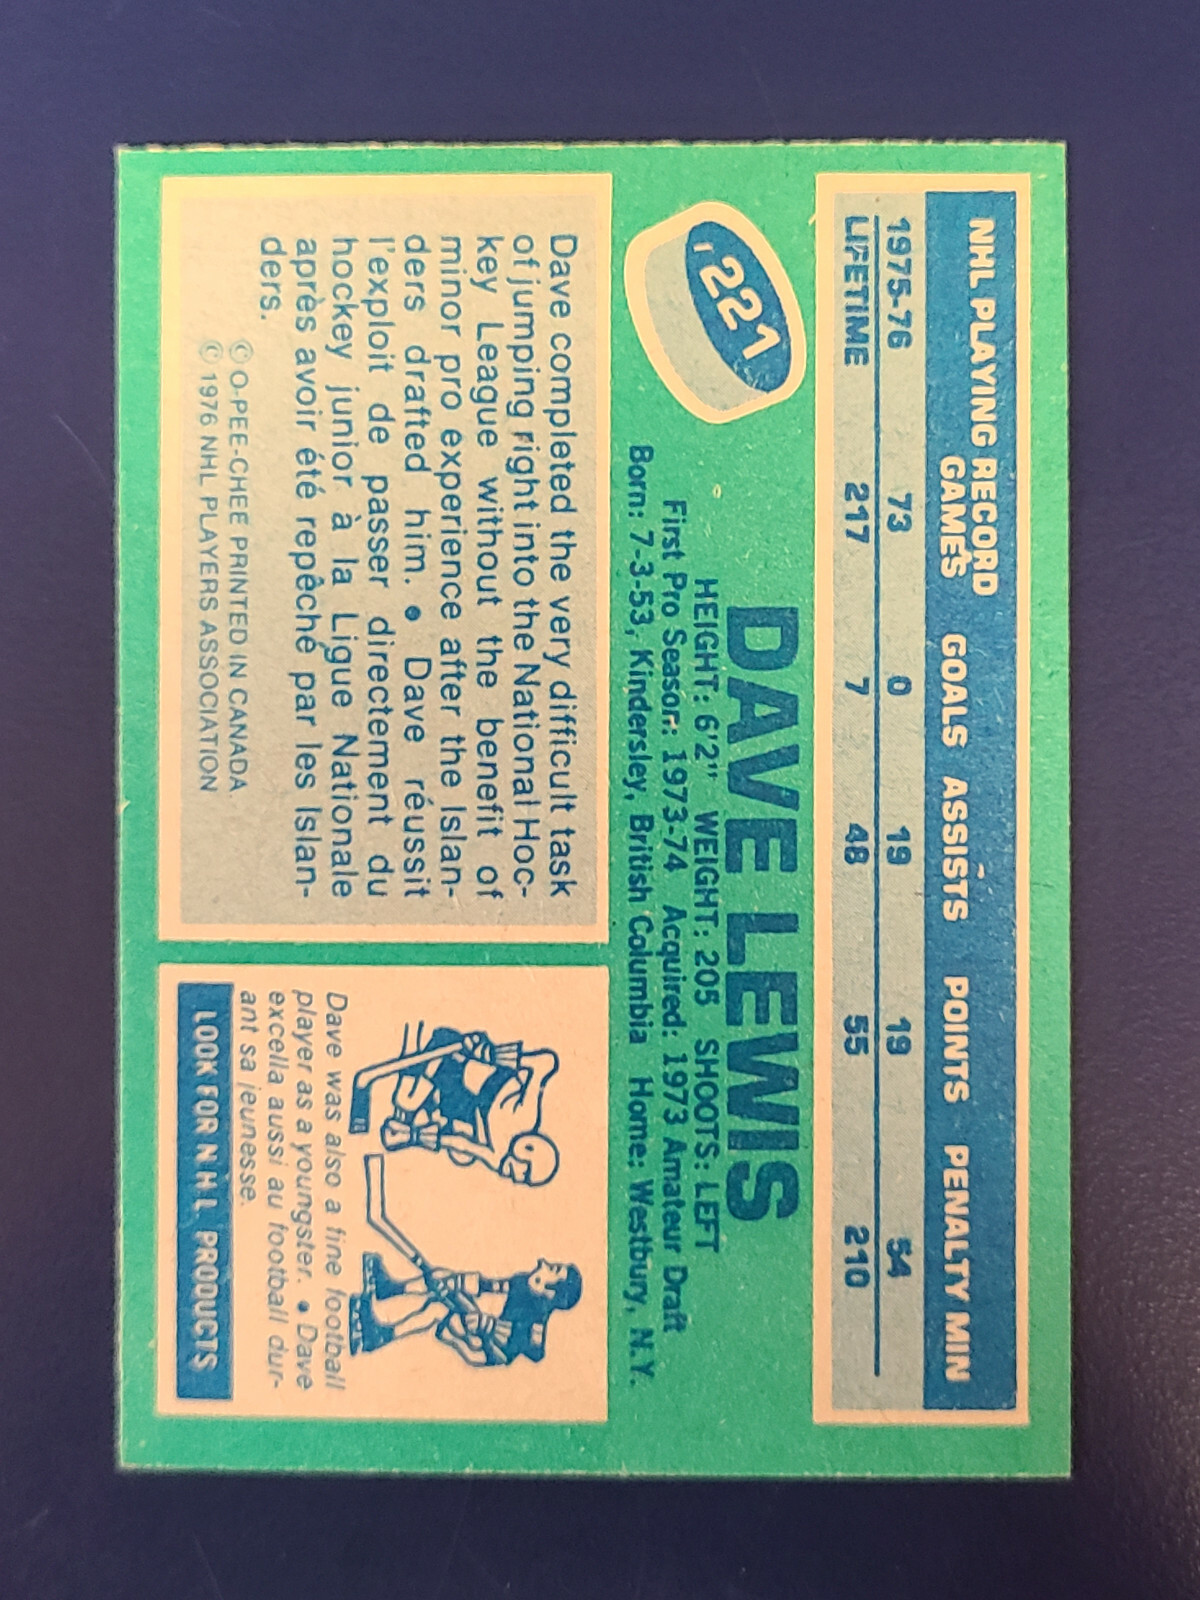 NHL PLAYING RECORD
GAMES GOALS ASSISTS POINTS PENALTY MIN
1975-76 73 0 19 19 54
LIFETIME 217 7 48 55 210
221
DAVE LEWIS
HEIGHT: 6'2" WEIGHT: 205 SHOOTS: LEFT
First Pro Season: 1973-74 Acquired: 1973 Amateur Draft
Born: 7-3-53, Kindersley, British Columbia Home: Westbury, N.Y.
Dave completed the very difficult task
of jumping right into the National Hoc-
key League without the benefit of
minor pro experience after the Islan-
ders drafted him. • Dave réussit
l'exploit de passer directement du
hockey junior à la Ligue Nationale
après avoir été repêché par les Islan-
ders.
© O-PEE-CHEE PRINTED IN CANADA
© 1976 NHL PLAYERS ASSOCIATION
Dave was also a fine football
player as a youngster. • Dave
excella aussi au football dur-
ant sa jeunesse.
LOOK FOR N H L PRODUCTS